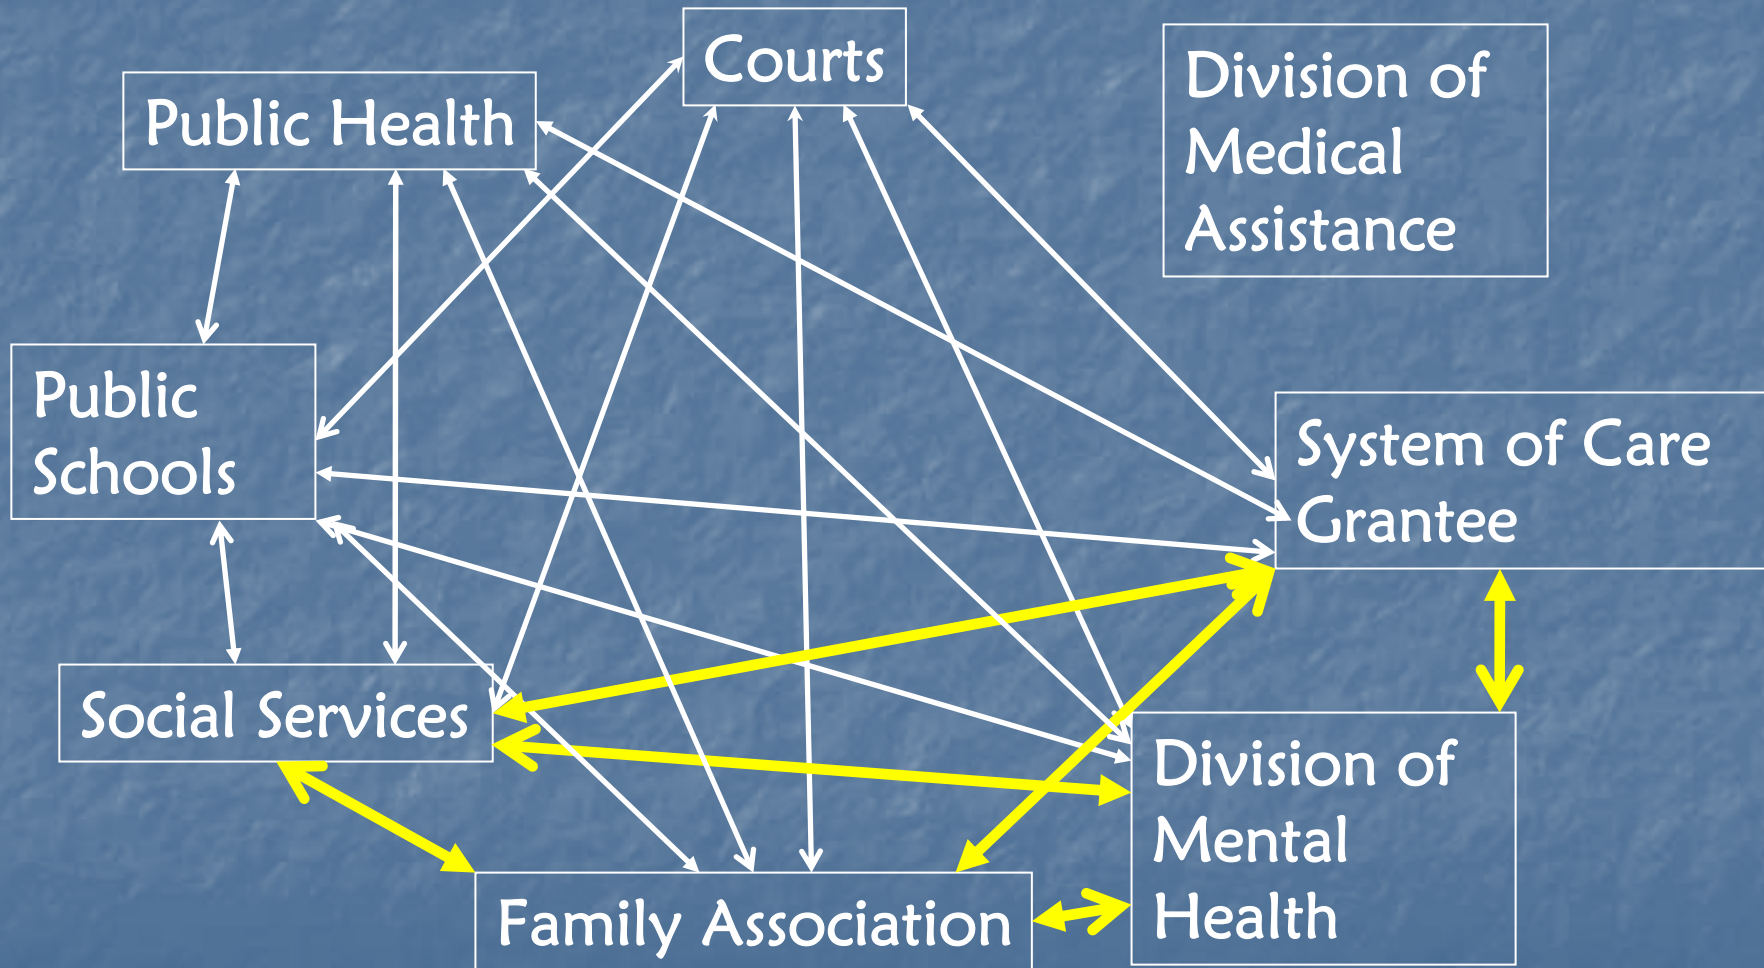 Courts
Public Health
Division of
Medical
Assistance
Public
Schools
System of Care
Grantee
Social Services
Division of
Mental
Health
Family Association